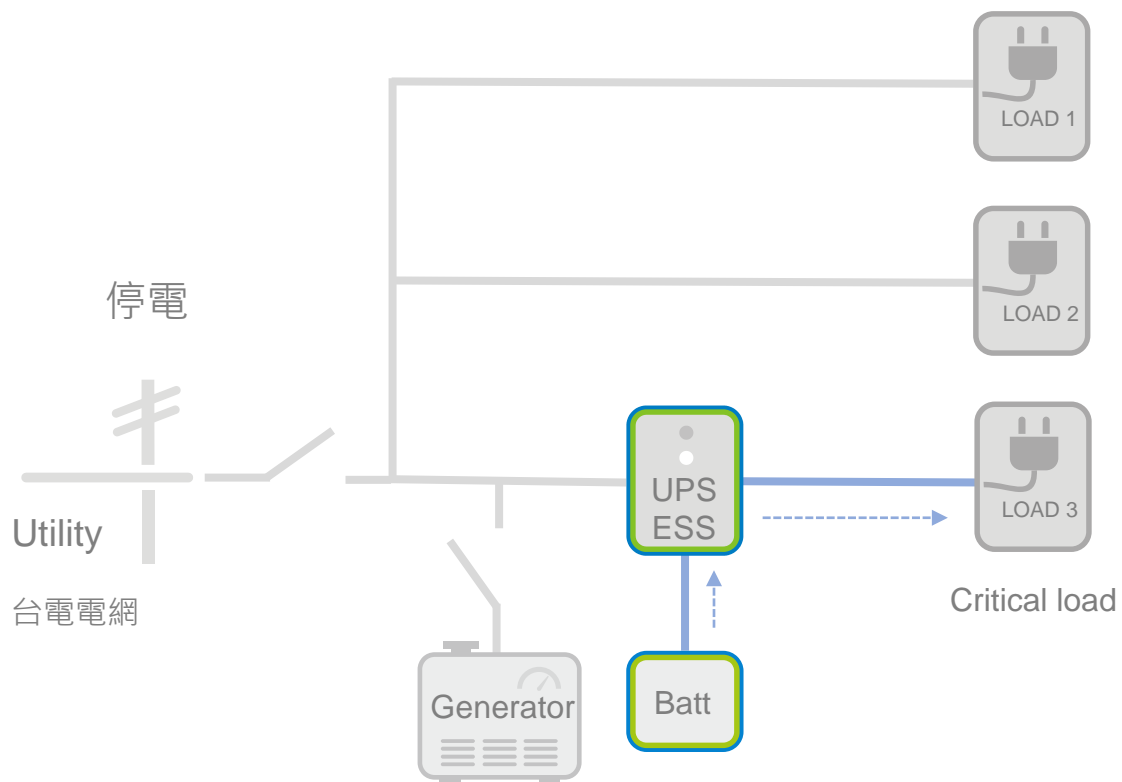 LOAD 1
LOAD 2
停電
UPS
ESS
LOAD 3
Utility
台電電網
Critical load
Generator
Batt